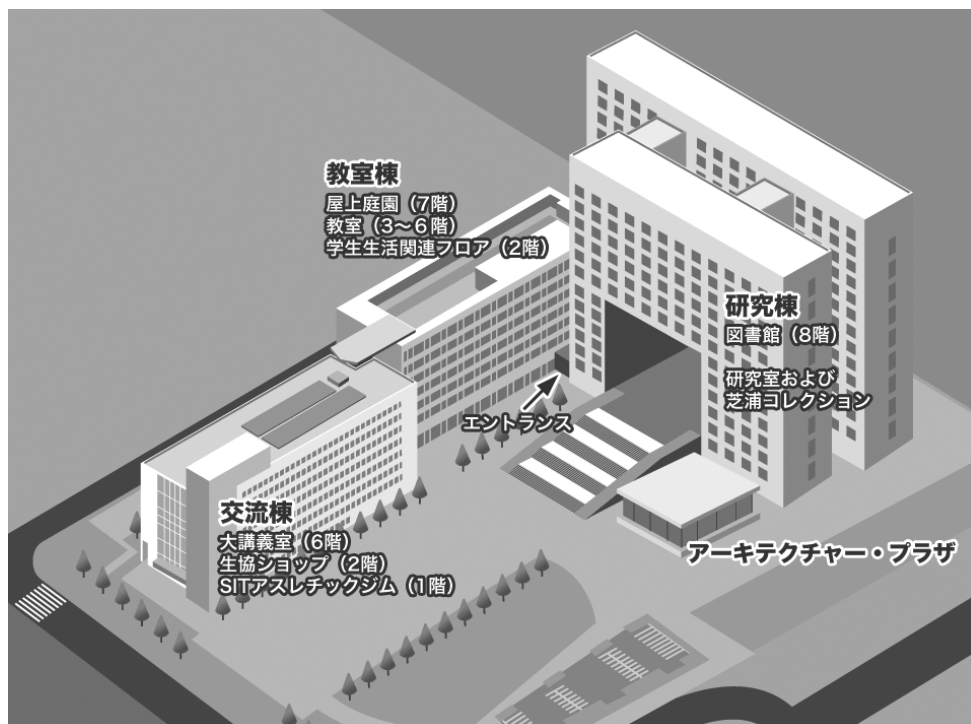 教室棟
屋上庭園（7階）
教室（3～6階）
学生生活関連フロア（2階）
研究棟
図書館（8階）
研究室および
芝浦コレクション
エントランス
交流棟
大講義室（6階）
生協ショップ（2階）
SITアスレチックジム（1階）
アーキテクチャー・プラザ